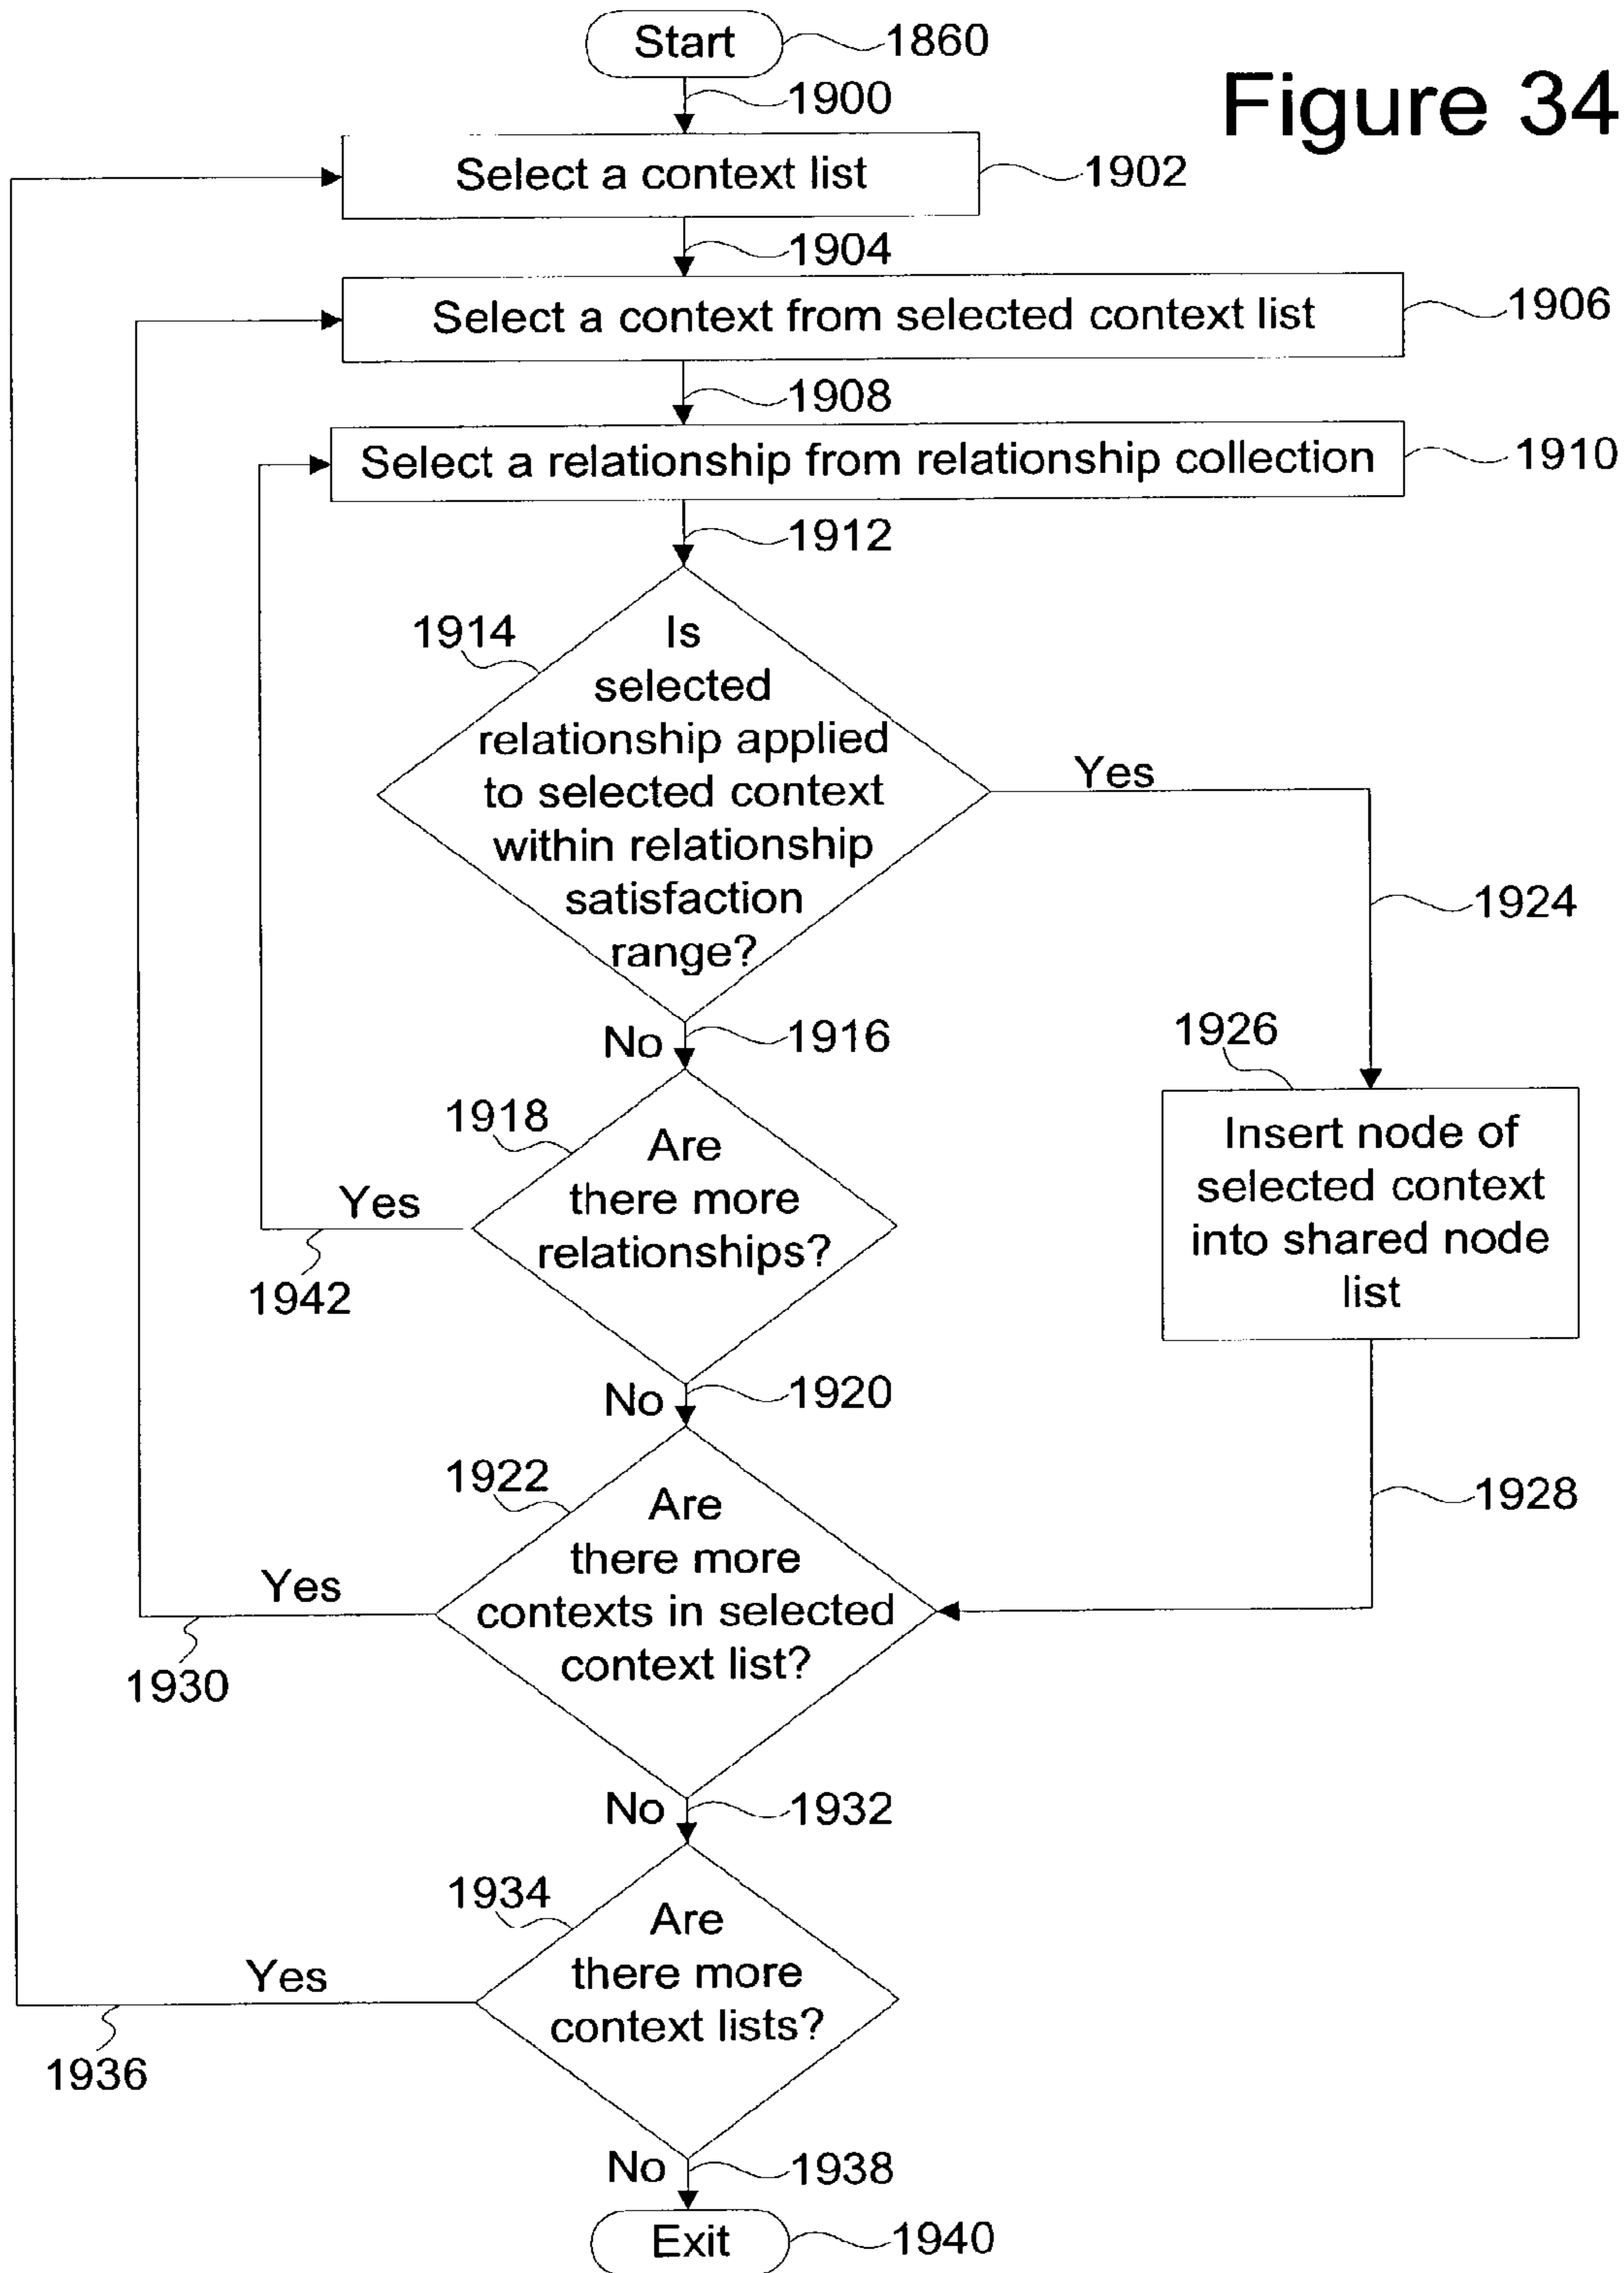 Start
1860
Figure 34
1900
Select a context list
1902
1904
Select a context from selected context list
1906
1908
Select a relationship from relationship collection
1910
1912
1914
Is
selected
relationship applied
to selected context
within relationship
satisfaction
range?
Yes
1924
No
1916
1926
Insert node of
selected context
into shared node
list
1918
Are
there more
relationships?
Yes
1942
No
1920
1922
Are
there more
contexts in selected
context list?
1928
Yes
1930
No
1932
1934
Are
there more
context lists?
Yes
1936
No
1938
Exit
1940